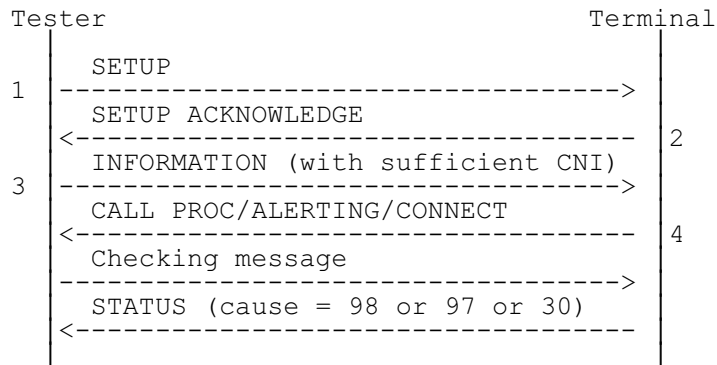 Tester Terminal
SETUP
1
SETUP ACKNOWLEDGE
2
INFORMATION (with sufficient CNI)
3
CALL PROC/ALERTING/CONNECT
4
Checking message
STATUS (cause = 98 or 97 or 30)